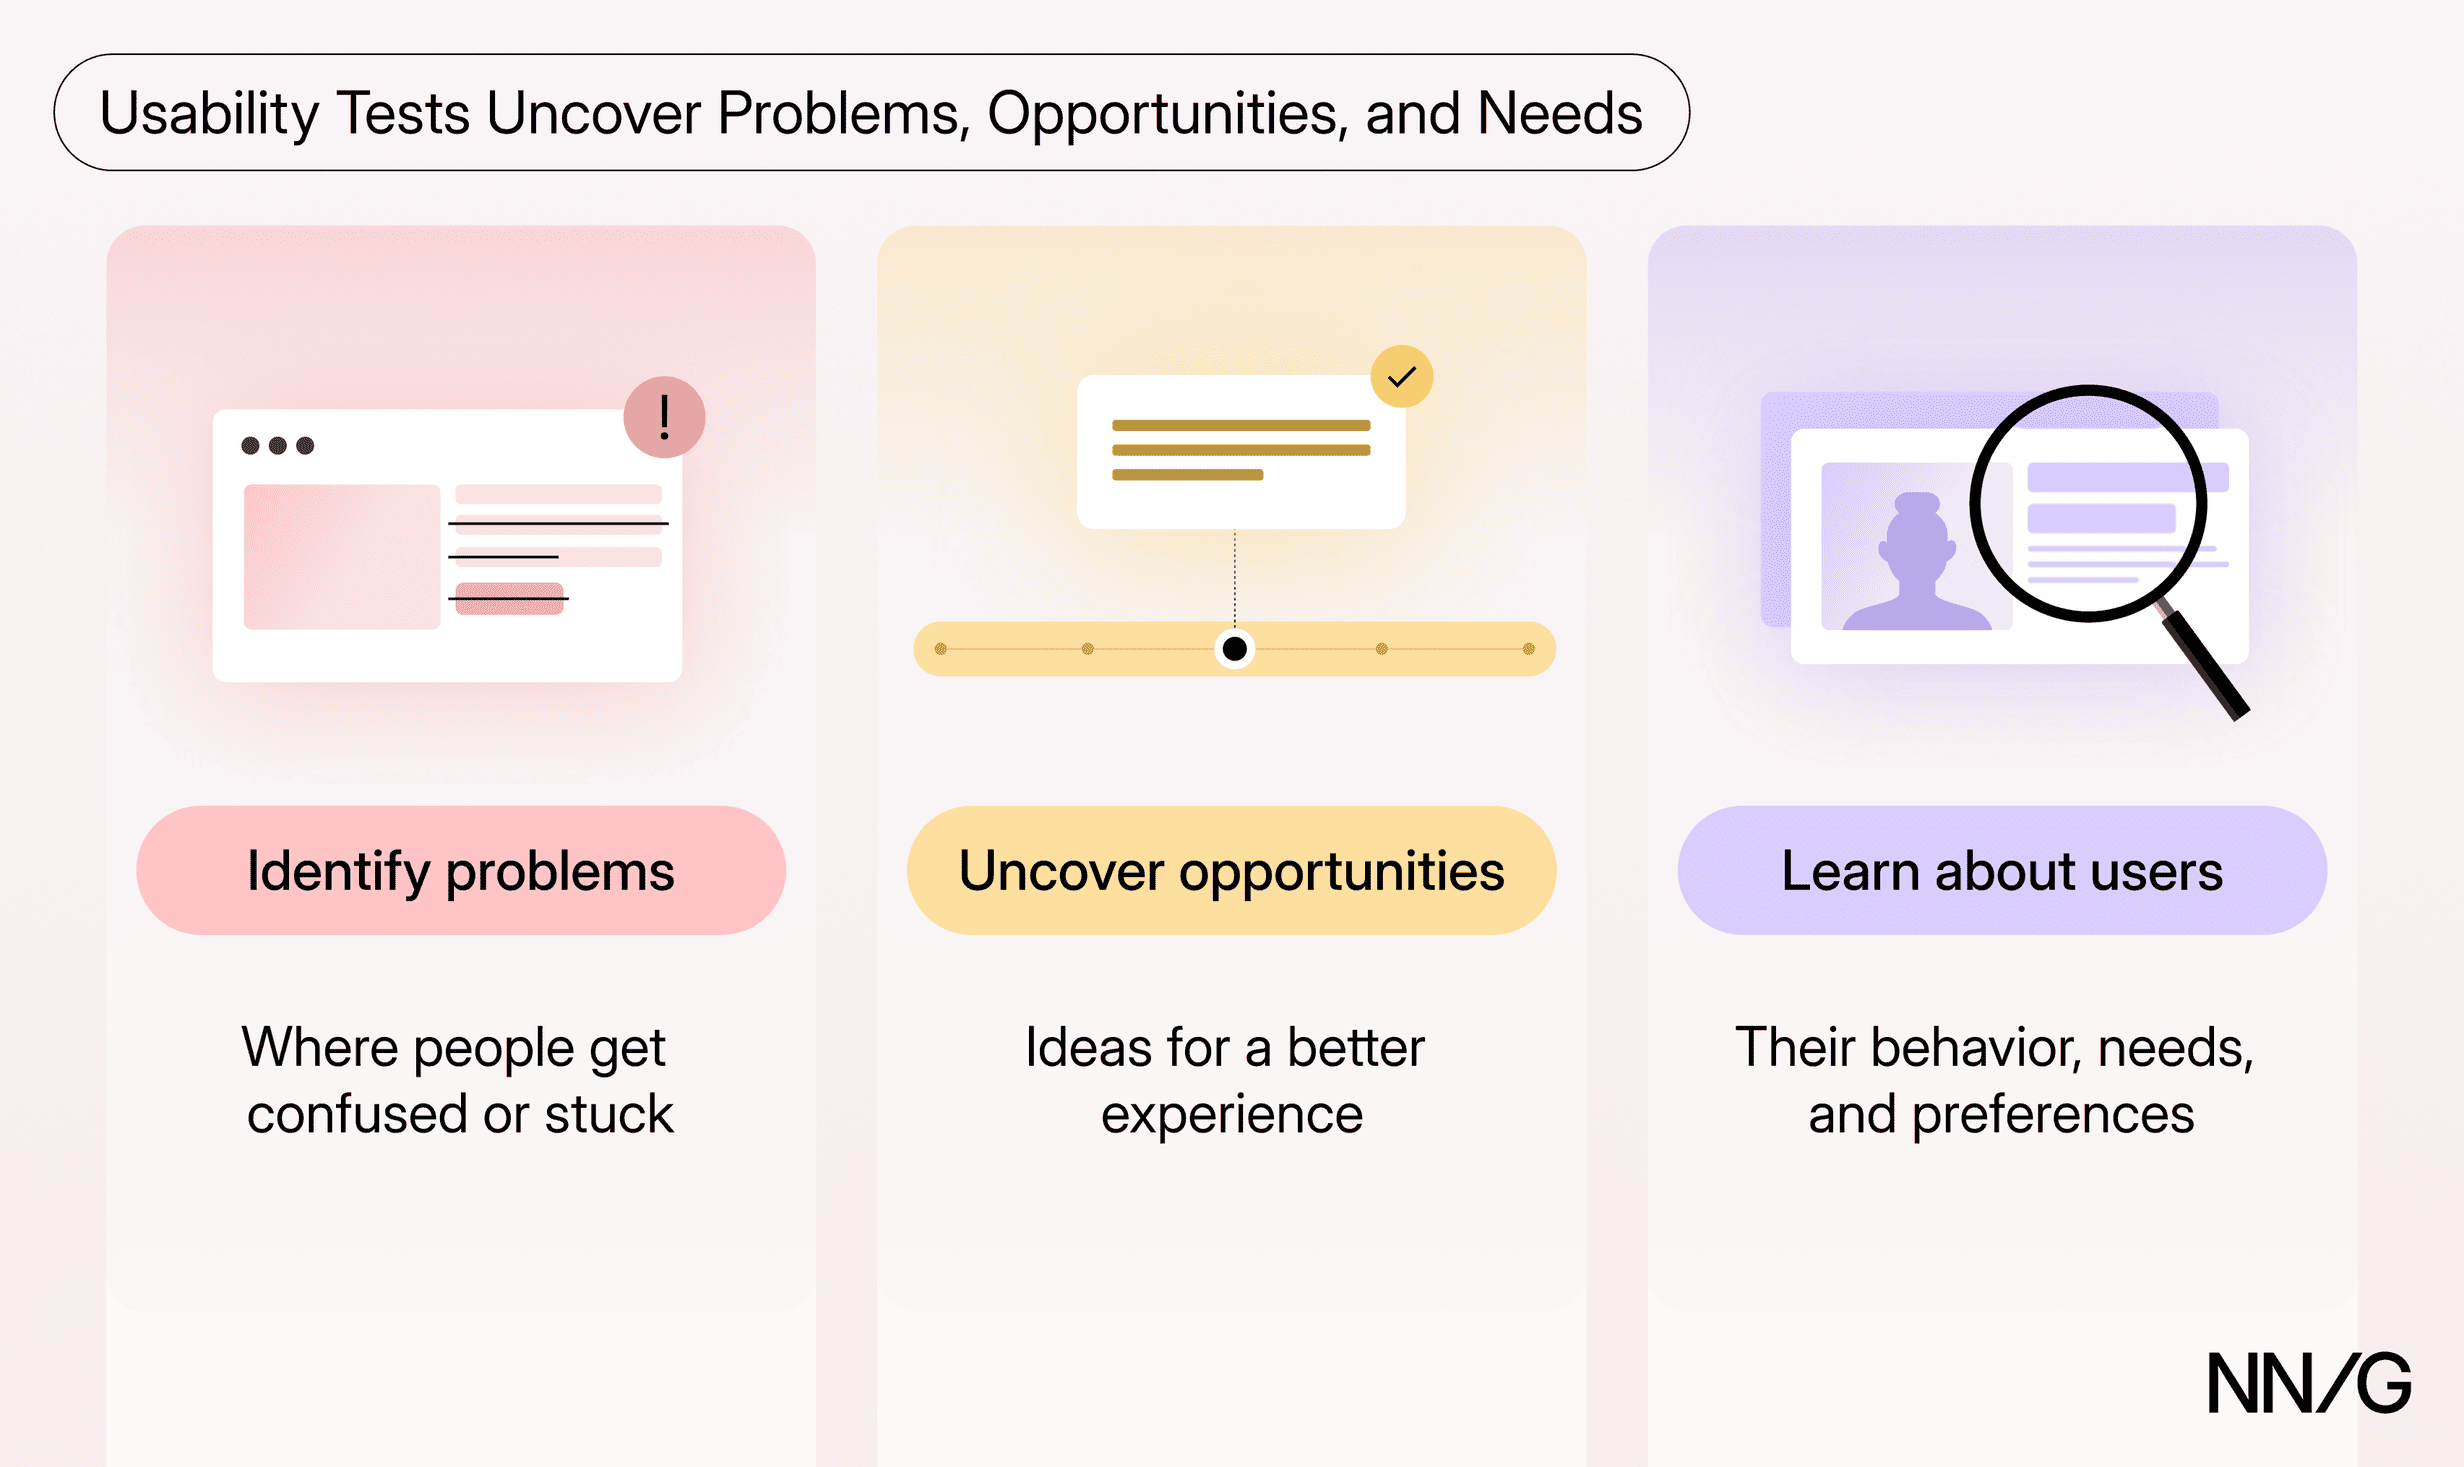 Usability Tests Uncover Problems, Opportunities, and Needs
!
Identify problems
Where people get
confused or stuck
Uncover opportunities
Ideas for a better
experience
Learn about users
Their behavior, needs,
and preferences
NN/G